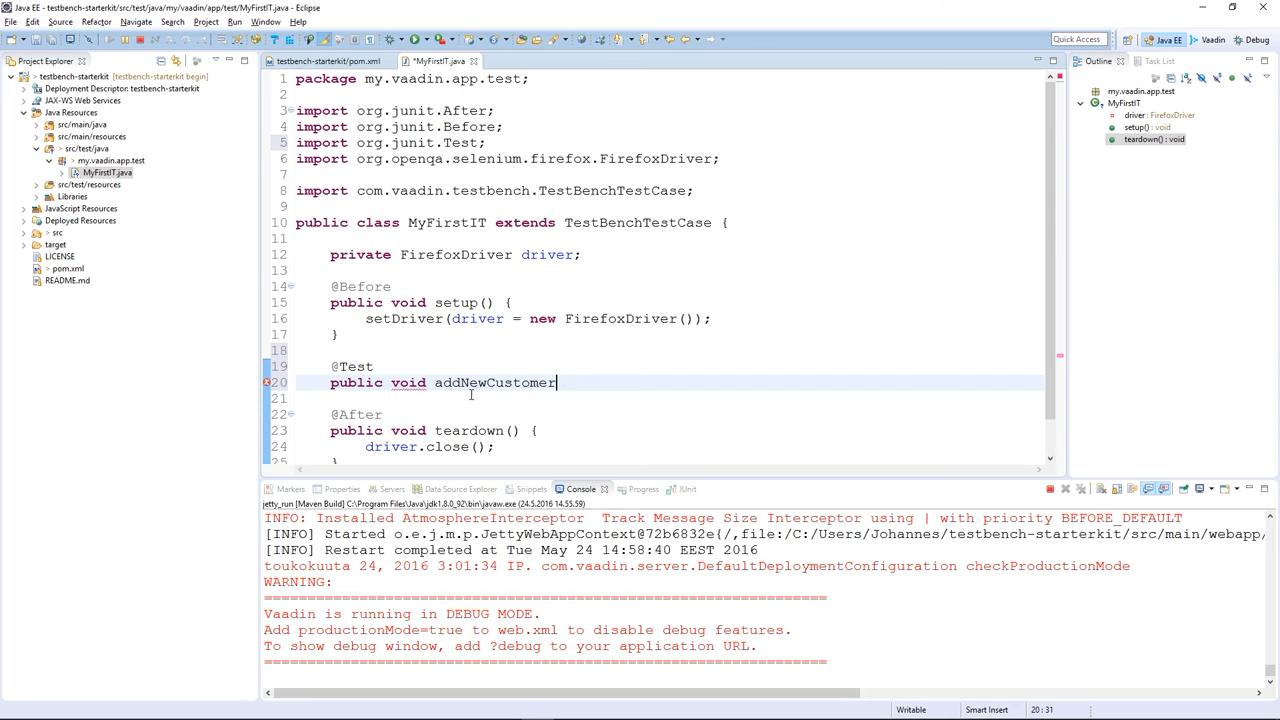 Java EE - testbench-starterkit/src/test/java/my/vaadin/app/test/MyFirstIT.java - Eclipse
File Edit Source Refactor Navigate Search Project Run Window Help
Quick Access Java EE Vaadin Debug
Project Explorer
testbench-starterkit [testbench-starterkit begin]
Deployment Descriptor: testbench-starterkit
JAX-WS Web Services
Java Resources
src/main/java
src/main/resources
src/test/java
my.vaadin.app.test
MyFirstIT.java
src/test/resources
Libraries
JavaScript Resources
Deployed Resources
src
target
LICENSE
pom.xml
README.md
testbench-starterkit/pom.xml *MyFirstIT.java
1 package my.vaadin.app.test;
2
3 import org.junit.After;
4 import org.junit.Before;
5 import org.junit.Test;
6 import org.openqa.selenium.firefox.FirefoxDriver;
7
8 import com.vaadin.testbench.TestBenchTestCase;
9
10 public class MyFirstIT extends TestBenchTestCase {
11
12 private FirefoxDriver driver;
13
14 @Before
15 public void setup() {
16 setDriver(driver = new FirefoxDriver());
17 }
18
19 @Test
20 public void addNewCustomer
21
22 @After
23 public void teardown() {
24 driver.close();
25 }
Outline Task List
my.vaadin.app.test
MyFirstIT
driver : FirefoxDriver
setup() : void
teardown() : void
Markers Properties Servers Data Source Explorer Snippets Console Progress JUnit
jetty_run [Maven Build] C:\Program Files\Java\jdk1.8.0_92\bin\javaw.exe (24.5.2016 14.55.59)
INFO: Installed AtmosphereInterceptor  Track Message Size Interceptor using | with priority BEFORE_DEFAULT
[INFO] Started o.e.j.m.p.JettyWebAppContext@72b6832e{/,file:/C:/Users/Johannes/testbench-starterkit/src/main/webapp/,
[INFO] Restart completed at Tue May 24 14:58:40 EEST 2016
toukokuuta 24, 2016 3:01:34 IP. com.vaadin.server.DefaultDeploymentConfiguration checkProductionMode
WARNING:
=================================================================
Vaadin is running in DEBUG MODE.
Add productionMode=true to web.xml to disable debug features.
To show debug window, add ?debug to your application URL.
=================================================================
Writable Smart Insert 20 : 31